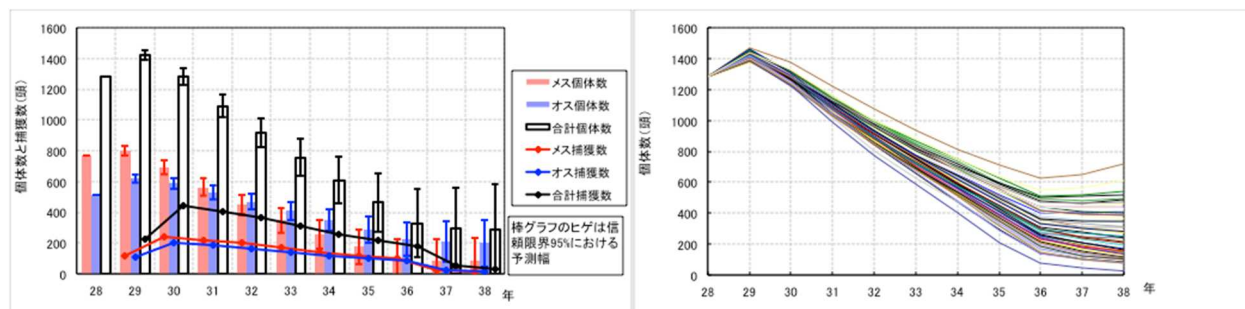 1600
1400
1200
1000
800
600
400
200
0
個体数と捕獲数(頭)
28 29 30 31 32 33 34 35 36 37 38 年
メス個体数
オス個体数
合計個体数
メス捕獲数
オス捕獲数
合計捕獲数
棒グラフのヒゲは信
頼限界95%における
予測幅
1600
1400
1200
1000
800
600
400
200
0
個体数(頭)
28 29 30 31 32 33 34 35 36 37 38 年